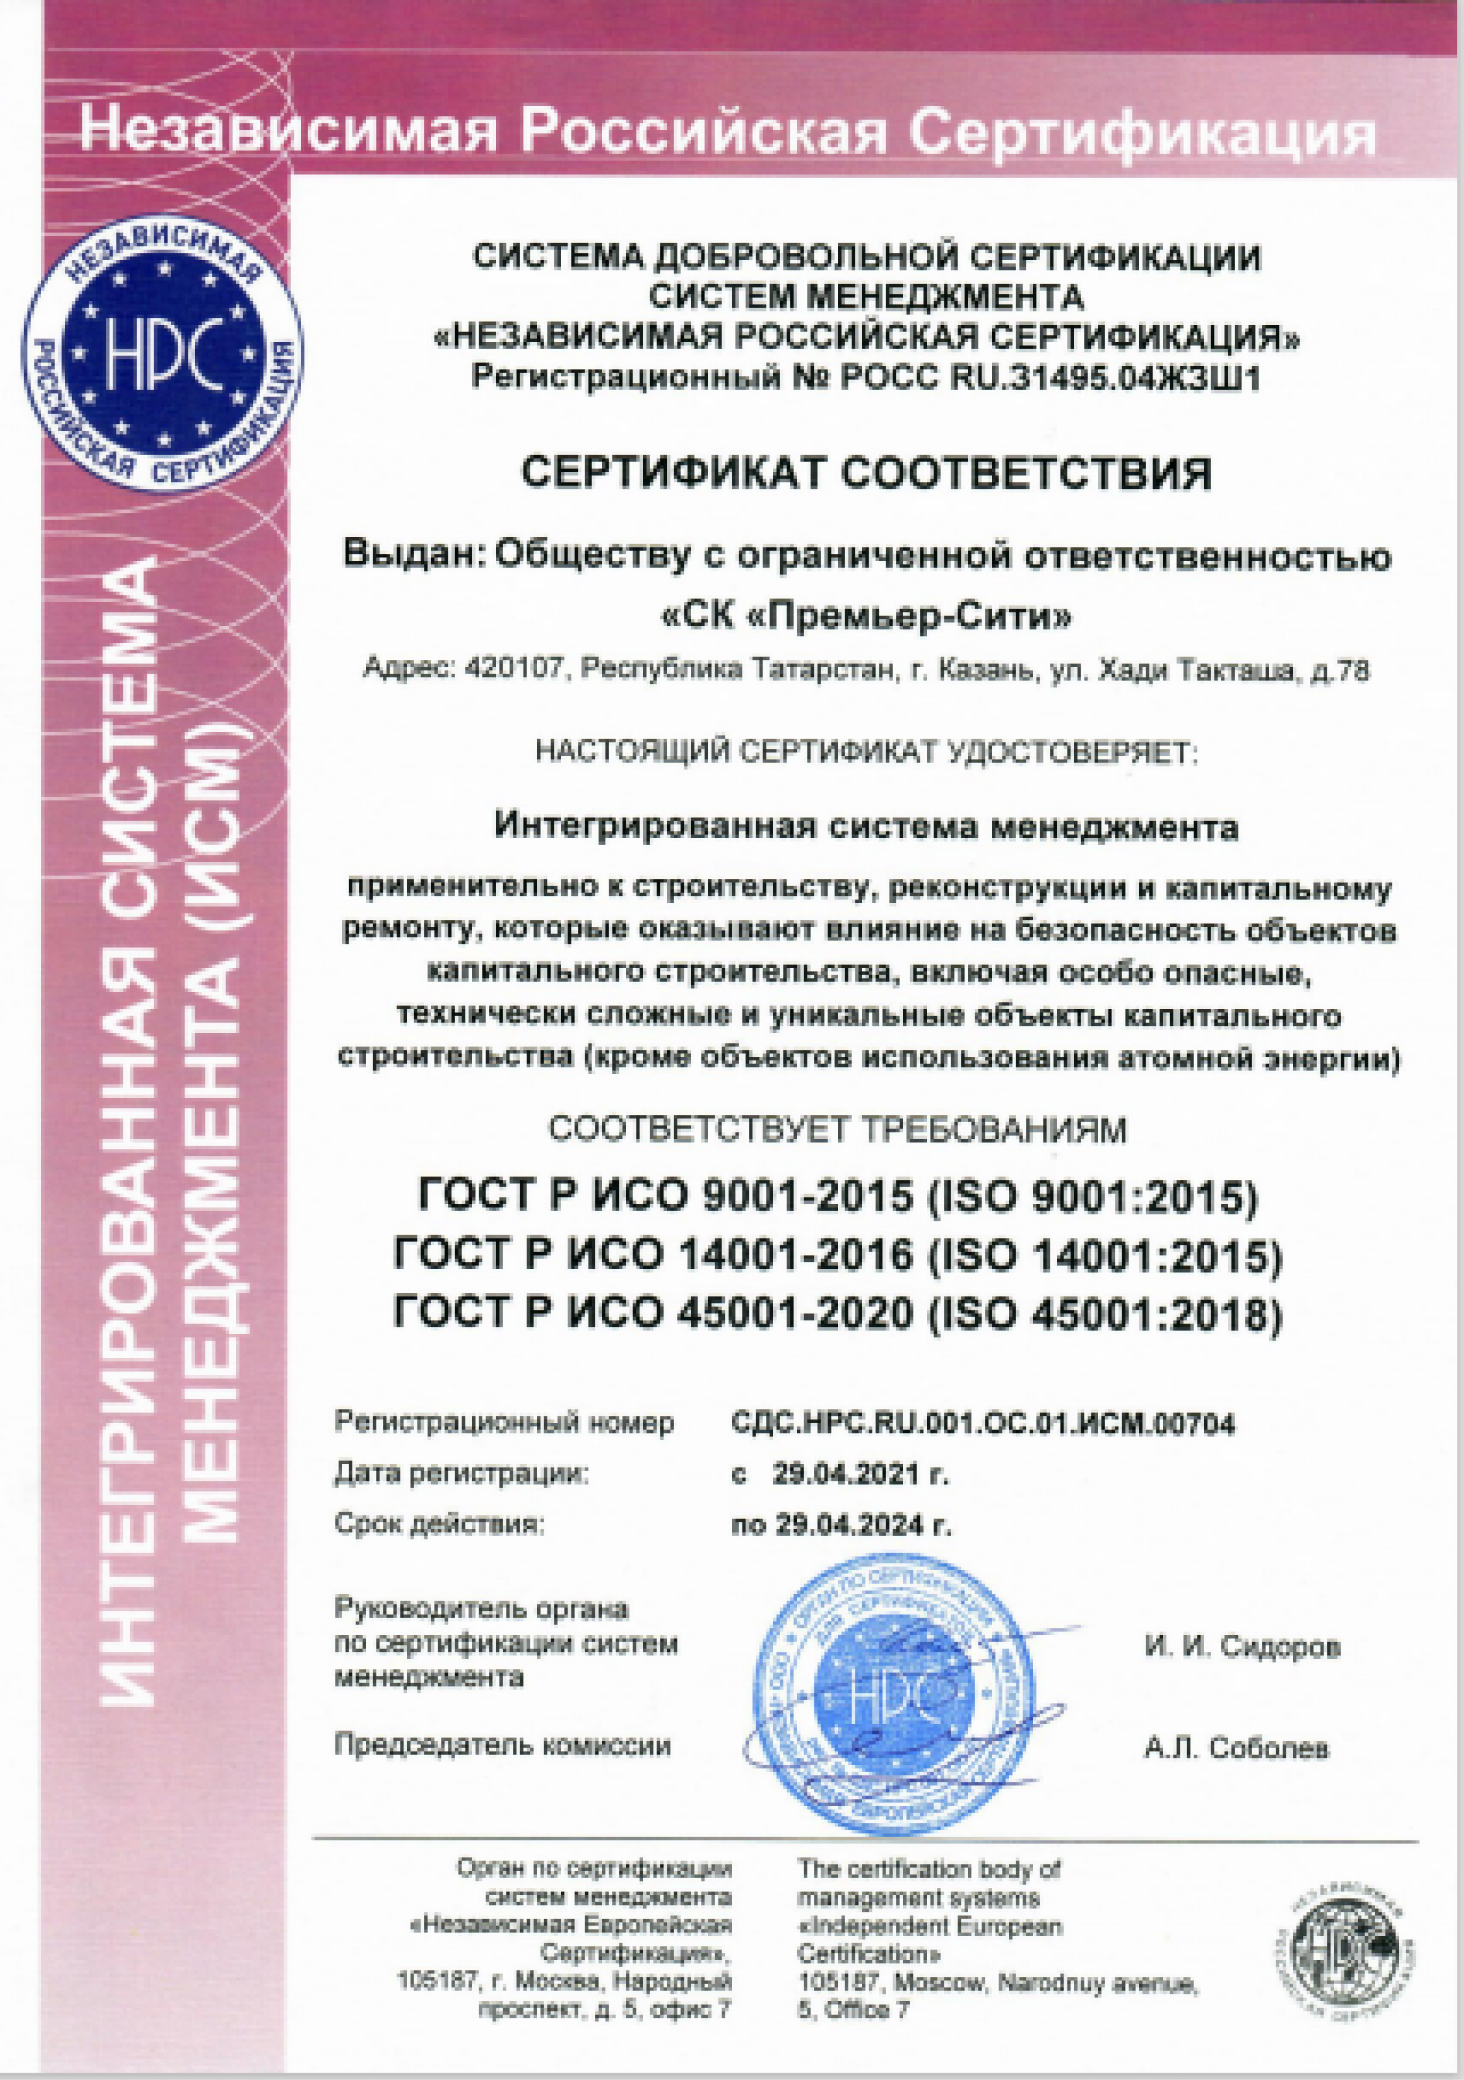 Независимая Российская Сертификация
НЕЗАВИСИМАЯ
РОССИЙСКАЯ СЕРТИФИКАЦИЯ
НРС
СИСТЕМА ДОБРОВОЛЬНОЙ СЕРТИФИКАЦИИ
СИСТЕМ МЕНЕДЖМЕНТА
«НЕЗАВИСИМАЯ РОССИЙСКАЯ СЕРТИФИКАЦИЯ»
Регистрационный № РОСС RU.31495.04ЖЗШ1
СЕРТИФИКАТ СООТВЕТСТВИЯ
Выдан: Обществу с ограниченной ответственностью
«СК «Премьер-Сити»
Адрес: 420107, Республика Татарстан, г. Казань, ул. Хади Такташа, д.78
НАСТОЯЩИЙ СЕРТИФИКАТ УДОСТОВЕРЯЕТ:
Интегрированная система менеджмента
применительно к строительству, реконструкции и капитальному
ремонту, которые оказывают влияние на безопасность объектов
капитального строительства, включая особо опасные,
технически сложные и уникальные объекты капитального
строительства (кроме объектов использования атомной энергии)
СООТВЕТСТВУЕТ ТРЕБОВАНИЯМ
ГОСТ Р ИСО 9001-2015 (ISO 9001:2015)
ГОСТ Р ИСО 14001-2016 (ISO 14001:2015)
ГОСТ Р ИСО 45001-2020 (ISO 45001:2018)
ИНТЕГРИРОВАННАЯ СИСТЕМА
МЕНЕДЖМЕНТА (ИСМ)
Регистрационный номер СДС.НРС.RU.001.ОС.01.ИСМ.00704
Дата регистрации: с 29.04.2021 г.
Срок действия: по 29.04.2024 г.
Руководитель органа
по сертификации систем
менеджмента
И. И. Сидоров
Председатель комиссии
А.Л. Соболев
ОРГАН ПО СЕРТИФИКАЦИИ
ДЛЯ СЕРТИФИКАТОВ
НРС
Орган по сертификации
систем менеджмента
«Независимая Европейская
Сертификация»,
105187, г. Москва, Народный
проспект, д. 5, офис 7
The certification body of
management systems
«Independent European
Certification»
105187, Moscow, Narodnuy avenue,
5, Office 7
НЕЗАВИСИМАЯ
РОССИЙСКАЯ СЕРТИФИКАЦИЯ
НРС